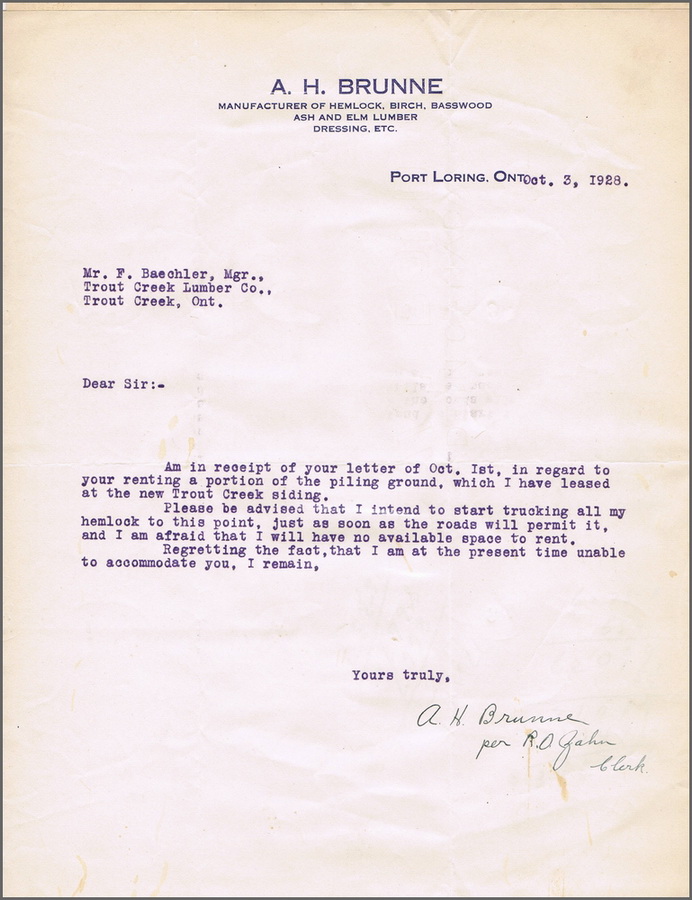 A. H. BRUNNE
MANUFACTURER OF HEMLOCK, BIRCH, BASSWOOD
ASH AND ELM LUMBER
DRESSING, ETC.
PORT LORING, ONT Oct. 3, 1928.
Mr. F. Baechler, Mgr.,
Trout Creek Lumber Co.,
Trout Creek, Ont.
Dear Sir:-
Am in receipt of your letter of Oct. Ist, in regard to
your renting a portion of the piling ground, which I have leased
at the new Trout Creek siding.
Please be advised that I intend to start trucking all my
hemlock to this point, just as soon as the roads will permit it,
and I am afraid that I will have no available space to rent.
Regretting the fact,that I am at the present time unable
to accommodate you, I remain,
Yours truly,
A. H. Brunne
per R.D Zahn
Clerk.